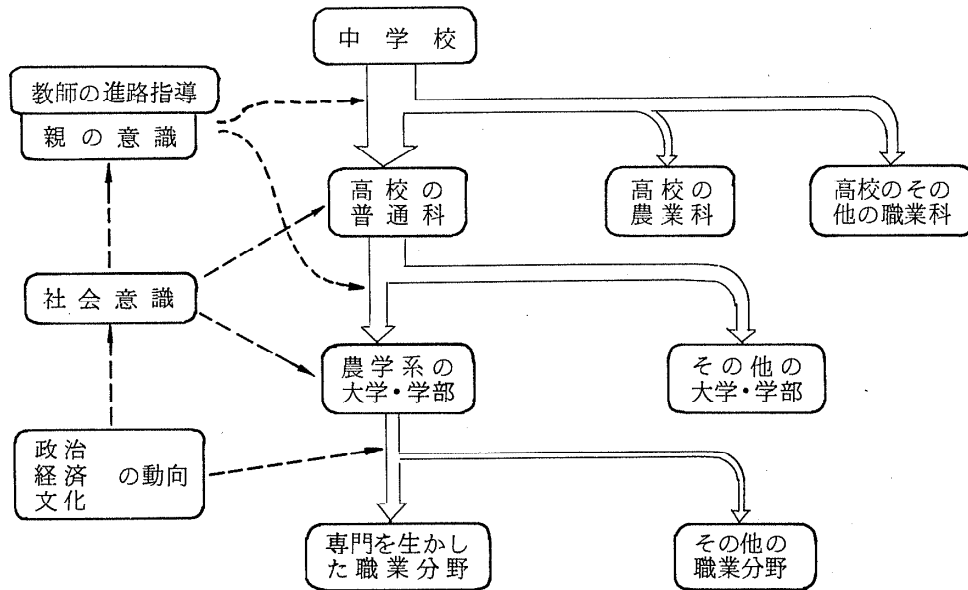 中学校
教師の進路指導
親の意識
高校の
普通科
高校の
農業科
高校のその
他の職業科
社会意識
農学系の
大学・学部
その他の
大学・学部
政治
経済 の動向
文化
専門を生かし
た職業分野
その他の
職業分野